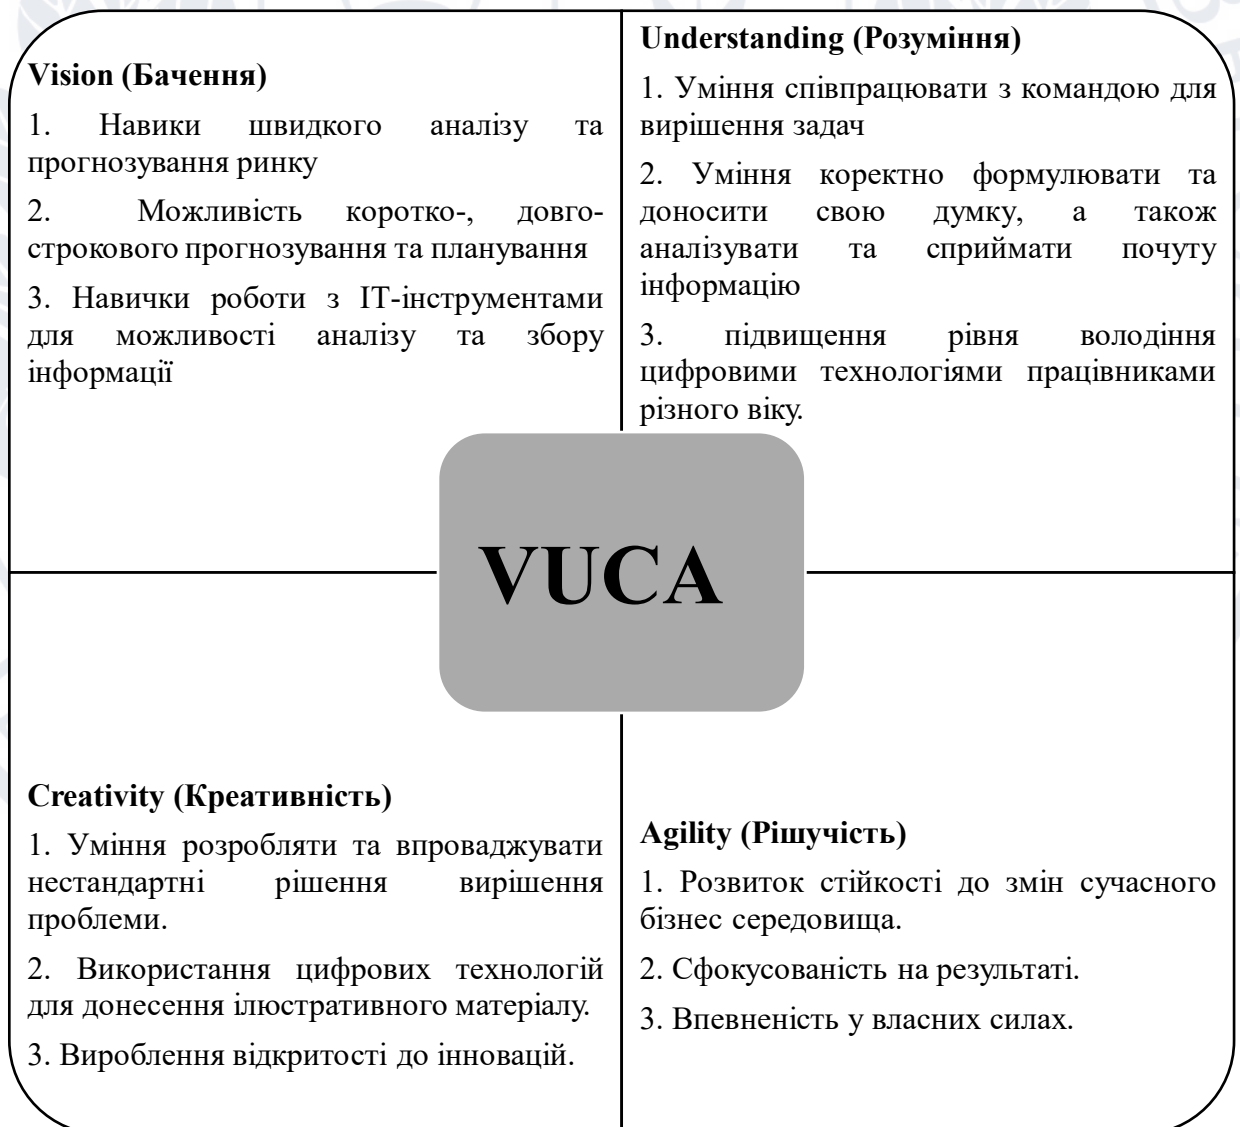 Vision (Бачення)
1. Навики швидкого аналізу та
прогнозування ринку
2. Можливість коротко-, довго-
строкового прогнозування та планування
3. Навички роботи з ІТ-інструментами
для можливості аналізу та збору
інформації
Understanding (Розуміння)
1. Уміння співпрацювати з командою для
вирішення задач
2. Уміння коректно формулювати та
доносити свою думку, а також
аналізувати та сприймати почуту
інформацію
3. підвищення рівня володіння
цифровими технологіями працівниками
різного віку.
VUCA
Creativity (Креативність)
1. Уміння розробляти та впроваджувати
нестандартні рішення вирішення
проблеми.
2. Використання цифрових технологій
для донесення ілюстративного матеріалу.
3. Вироблення відкритості до інновацій.
Agility (Рішучість)
1. Розвиток стійкості до змін сучасного
бізнес середовища.
2. Сфокусованість на результаті.
3. Впевненість у власних силах.